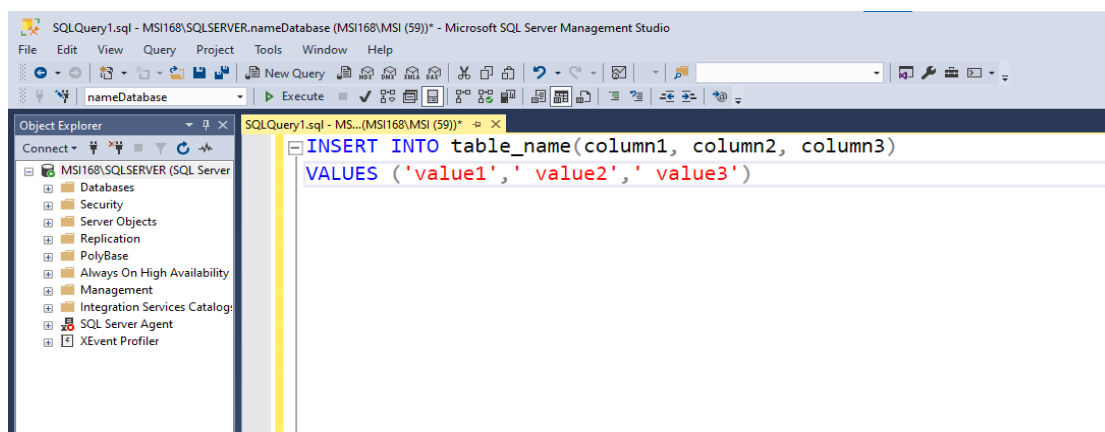 SQLQuery1.sql - MSI168\SQLSERVER.nameDatabase (MSI168\MSI (59))* - Microsoft SQL Server Management Studio
File Edit View Query Project Tools Window Help
New Query
nameDatabase Execute
Object Explorer SQLQuery1.sql - MS...(MSI168\MSI (59))*
Connect
MSI168\SQLSERVER (SQL Server
Databases
Security
Server Objects
Replication
PolyBase
Always On High Availability
Management
Integration Services Catalogs
SQL Server Agent
XEvent Profiler
INSERT INTO table_name(column1, column2, column3)
VALUES ('value1',' value2',' value3')